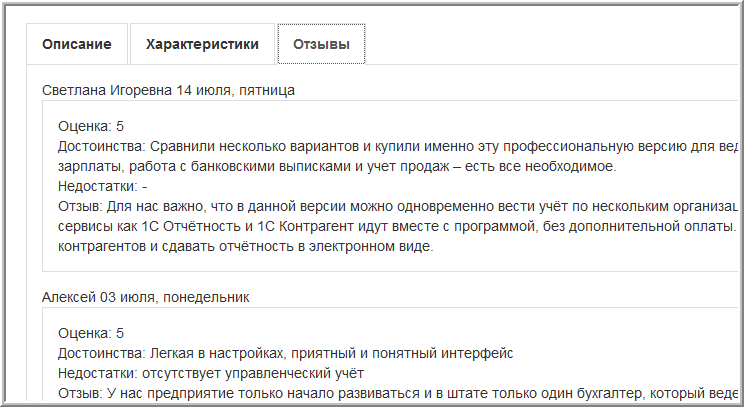 Описание Характеристики Отзывы
Светлана Игоревна 14 июля, пятница
Оценка: 5
Достоинства: Сравнили несколько вариантов и купили именно эту профессиональную версию для вед
зарплаты, работа с банковскими выписками и учет продаж – есть все необходимое.
Недостатки: -
Отзыв: Для нас важно, что в данной версии можно одновременно вести учёт по нескольким организац
сервисы как 1С Отчётность и 1С Контрагент идут вместе с программой, без дополнительной оплаты.
контрагентов и сдавать отчётность в электронном виде.
Алексей 03 июля, понедельник
Оценка: 5
Достоинства: Легкая в настройках, приятный и понятный интерфейс
Недостатки: отсутствует управленческий учёт
Отзыв: У нас предприятие только начало развиваться и в штате только один бухгалтер, который веде